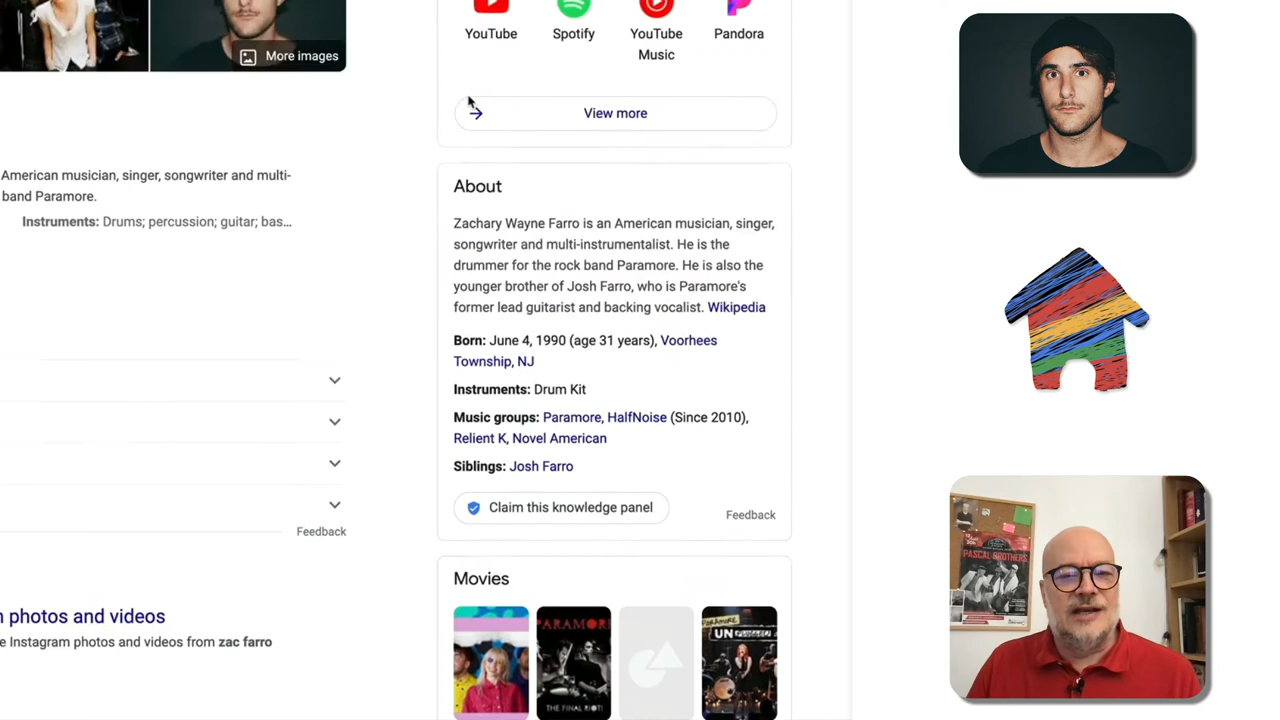 More images
American musician, singer, songwriter and multi-
band Paramore.
Instruments: Drums; percussion; guitar; bas...
Feedback
n photos and videos
e Instagram photos and videos from zac farro
YouTube
Spotify
YouTube
Music
Pandora
View more
About
Zachary Wayne Farro is an American musician, singer,
songwriter and multi-instrumentalist. He is the
drummer for the rock band Paramore. He is also the
younger brother of Josh Farro, who is Paramore's
former lead guitarist and backing vocalist. Wikipedia
Born: June 4, 1990 (age 31 years), Voorhees
Township, NJ
Instruments: Drum Kit
Music groups: Paramore, HalfNoise (Since 2010),
Relient K, Novel American
Siblings: Josh Farro
Claim this knowledge panel
Feedback
Movies
PARAMORE
THE FINAL RIOT!
Paramore
UN
PASCAL BROTHERS